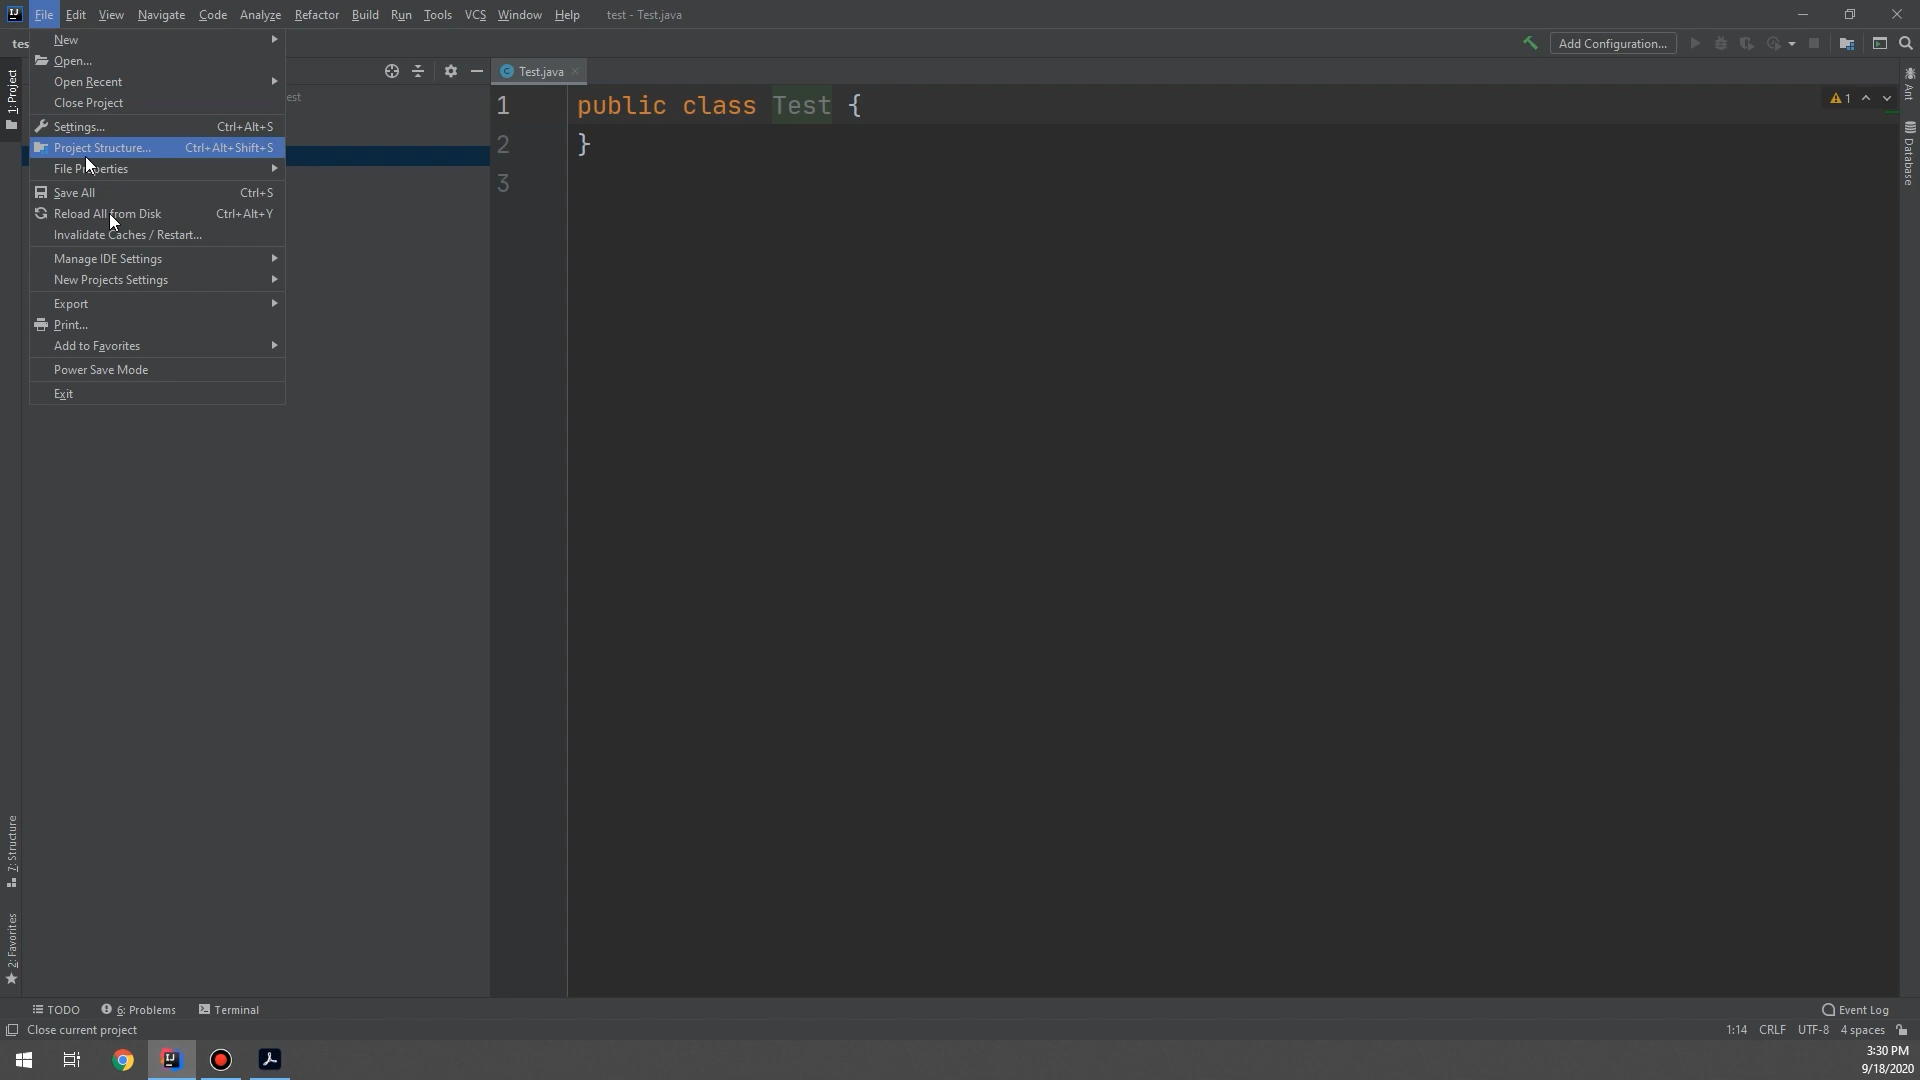 File Edit View Navigate Code Analyze Refactor Build Run Tools VCS Window Help test - Test.java
tes
Add Configuration...
New
Open...
Open Recent
Close Project
Settings... Ctrl+Alt+S
Project Structure... Ctrl+Alt+Shift+S
File Properties
Save All Ctrl+S
Reload All from Disk Ctrl+Alt+Y
Invalidate Caches / Restart...
Manage IDE Settings
New Projects Settings
Export
Print...
Add to Favorites
Power Save Mode
Exit
est
Test.java
1 public class Test {
2 }
3
1
1: Project
7: Structure
2: Favorites
Ant
Database
TODO 6: Problems Terminal
Event Log
Close current project
1:14 CRLF UTF-8 4 spaces
3:30 PM
9/18/2020